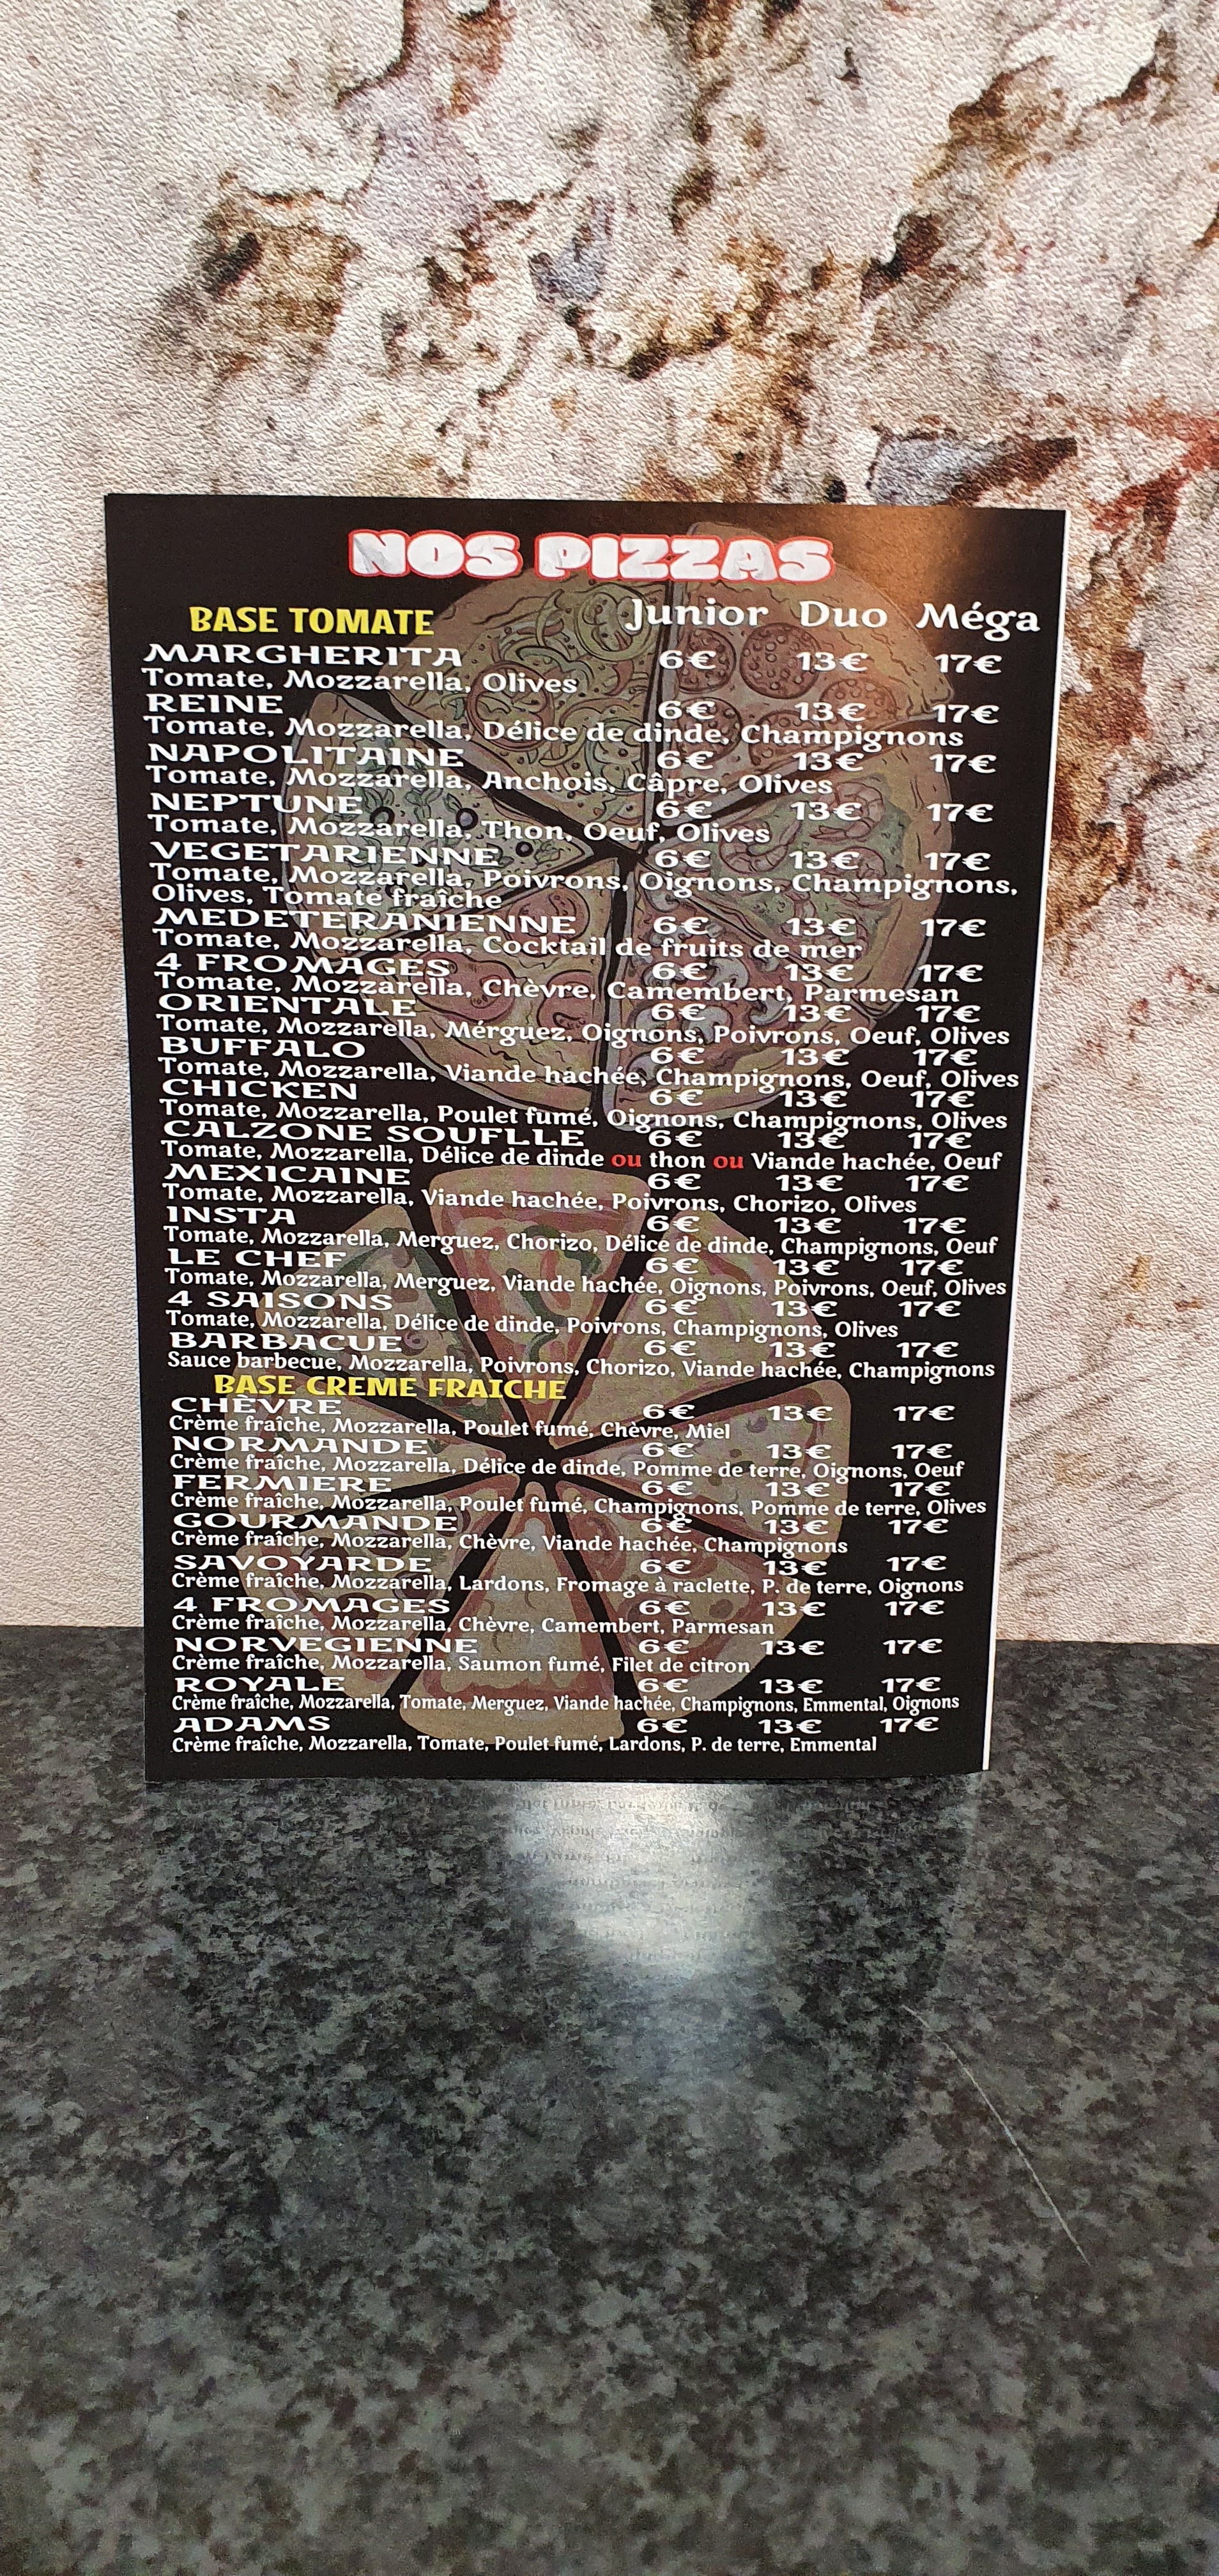 NOS PIZZAS
BASE TOMATE Junior Duo Méga
MARGHERITA 6€ 13€ 17€
Tomate, Mozzarella, Olives
REINE 6€ 13€ 17€
Tomate, Mozzarella, Délice de dinde, Champignons
NAPOLITAINE 6€ 13€ 17€
Tomate, Mozzarella, Anchois, Câpre, Olives
NEPTUNE 6€ 13€ 17€
Tomate, Mozzarella, Thon, Oeuf, Olives
VEGETARIENNE 6€ 13€ 17€
Tomate, Mozzarella, Poivrons, Oignons, Champignons,
Olives, Tomate fraîche
MEDETERANIENNE 6€ 13€ 17€
Tomate, Mozzarella, Cocktail de fruits de mer
4 FROMAGES 6€ 13€ 17€
Tomate, Mozzarella, Chèvre, Camembert, Parmesan
ORIENTALE 6€ 13€ 17€
Tomate, Mozzarella, Mérguez, Oignons, Poivrons, Oeuf, Olives
BUFFALO 6€ 13€ 17€
Tomate, Mozzarella, Viande hachée, Champignons, Oeuf, Olives
CHICKEN 6€ 13€ 17€
Tomate, Mozzarella, Poulet fumé, Oignons, Champignons, Olives
CALZONE SOUFLLE 6€ 13€ 17€
Tomate, Mozzarella, Délice de dinde ou thon ou Viande hachée, Oeuf
MEXICAINE 6€ 13€ 17€
Tomate, Mozzarella, Viande hachée, Poivrons, Chorizo, Olives
INSTA 6€ 13€ 17€
Tomate, Mozzarella, Merguez, Chorizo, Délice de dinde, Champignons, Oeuf
LE CHEF 6€ 13€ 17€
Tomate, Mozzarella, Merguez, Viande hachée, Oignons, Poivrons, Oeuf, Olives
4 SAISONS 6€ 13€ 17€
Tomate, Mozzarella, Délice de dinde, Poivrons, Champignons, Olives
BARBACUE 6€ 13€ 17€
Sauce barbecue, Mozzarella, Poivrons, Chorizo, Viande hachée, Champignons
BASE CREME FRAICHE
CHÈVRE 6€ 13€ 17€
Crème fraîche, Mozzarella, Poulet fumé, Chèvre, Miel
NORMANDE 6€ 13€ 17€
Crème fraîche, Mozzarella, Délice de dinde, Pomme de terre, Oignons, Oeuf
FERMIERE 6€ 13€ 17€
Crème fraîche, Mozzarella, Poulet fumé, Champignons, Pomme de terre, Olives
GOURMANDE 6€ 13€ 17€
Crème fraîche, Mozzarella, Chèvre, Viande hachée, Champignons
SAVOYARDE 6€ 13€ 17€
Crème fraîche, Mozzarella, Lardons, Fromage à raclette, P. de terre, Oignons
4 FROMAGES 6€ 13€ 17€
Crème fraîche, Mozzarella, Chèvre, Camembert, Parmesan
NORVEGIENNE 6€ 13€ 17€
Crème fraîche, Mozzarella, Saumon fumé, Filet de citron
ROYALE 6€ 13€ 17€
Crème fraîche, Mozzarella, Tomate, Merguez, Viande hachée, Champignons, Emmental, Oignons
ADAMS 6€ 13€ 17€
Crème fraîche, Mozzarella, Tomate, Poulet fumé, Lardons, P. de terre, Emmental